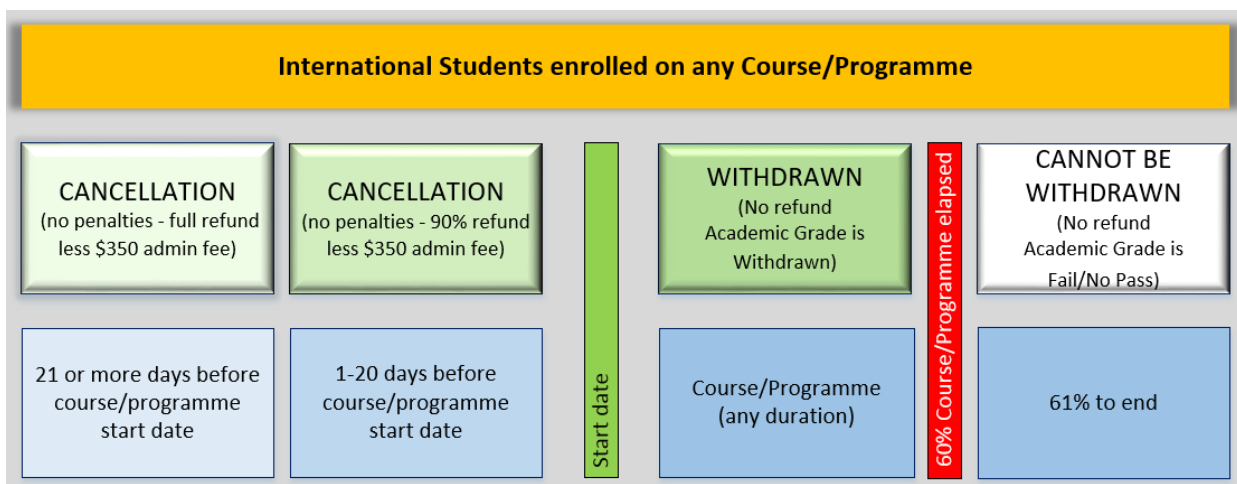 International Students enrolled on any Course/Programme
CANCELLATION
(no penalties - full refund
less $350 admin fee)
CANCELLATION
(no penalties - 90% refund
less $350 admin fee)
Start date
WITHDRAWN
(No refund
Academic Grade is
Withdrawn)
60% Course/Programme elapsed
CANNOT BE
WITHDRAWN
(No refund
Academic Grade is
Fail/No Pass)
21 or more days before
course/programme
start date
1-20 days before
course/programme
start date
Course/Programme
(any duration)
61% to end